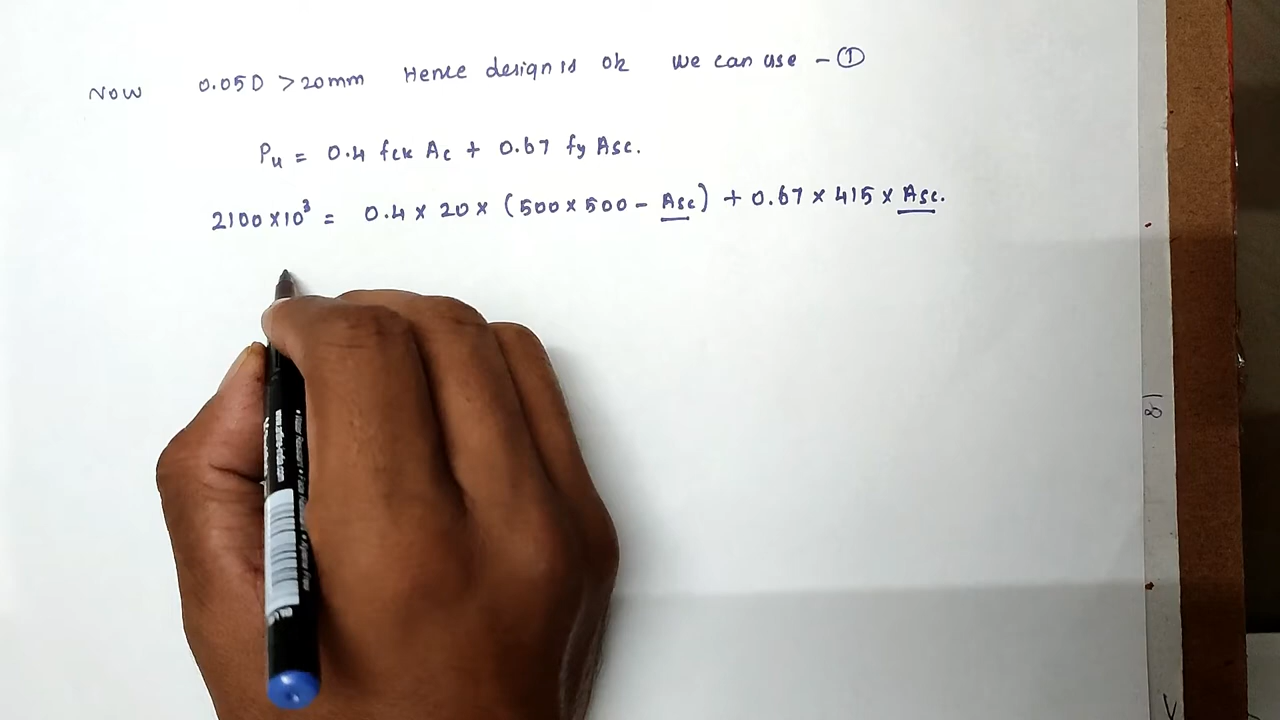 Now 0.05D > 20mm Hence design is ok we can use - ①
Pu = 0.4 fck Ac + 0.67 fy Asc.
2100 × 10³ = 0.4 × 20 × (500 × 500 - Asc) + 0.67 × 415 × Asc.
18